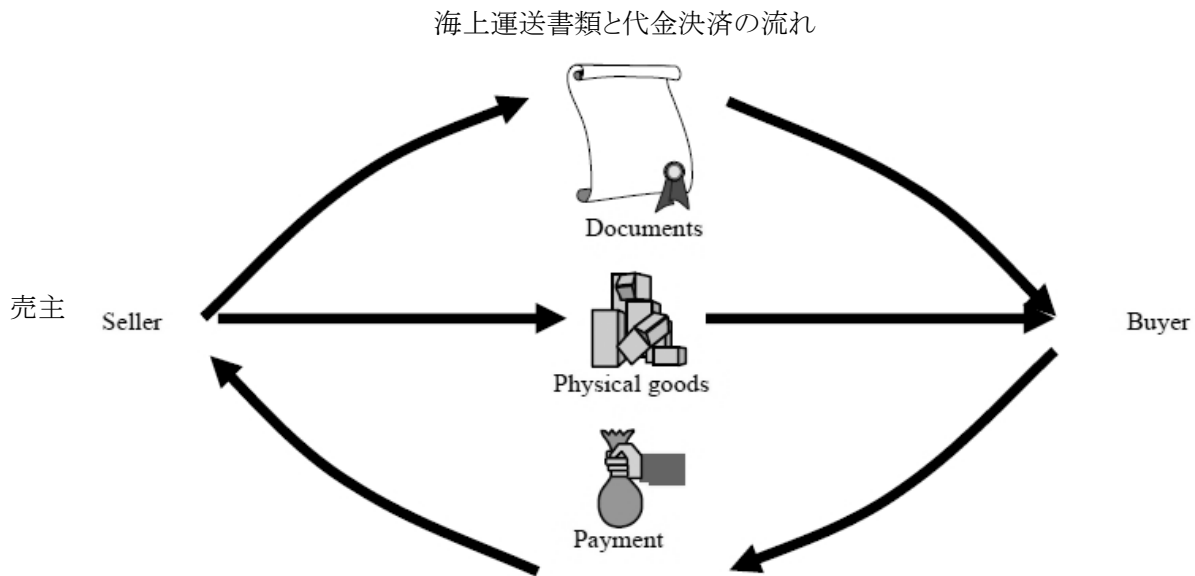 海上運送書類と代金決済の流れ
Documents
売主 Seller
Buyer
Physical goods
Payment